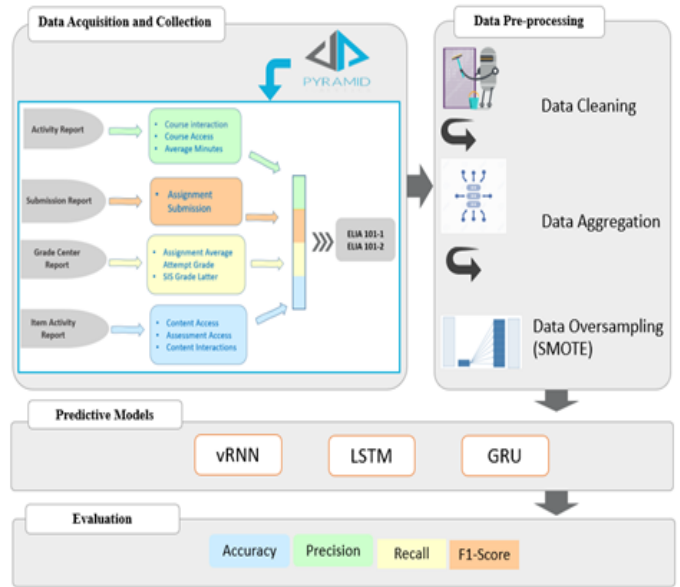 Data Acquisition and Collection
PYRAMID
Activity Report
• Course interaction
• Course Access
• Average Minutes
Submission Report
• Assignment
Submission
Grade Center
Report
• Assignment Average
Attempt Grade
• SIS Grade Latter
Item Activity
Report
• Content Access
• Assessment Access
• Content Interactions
ELIA 101-1
ELIA 101-2
Data Pre-processing
Data Cleaning
Data Aggregation
Data Oversampling
(SMOTE)
Predictive Models
vRNN
LSTM
GRU
Evaluation
Accuracy
Precision
Recall
F1-Score